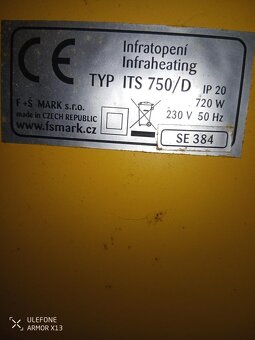 CE
Infratopení
Infraheating
TYP ITS 750/D IP 20
F+S MARK s.r.o. 720 W
made in CZECH REPUBLIC 230 V 50 Hz
www.fsmark.cz SE 384
ULEFONE
ARMOR X13